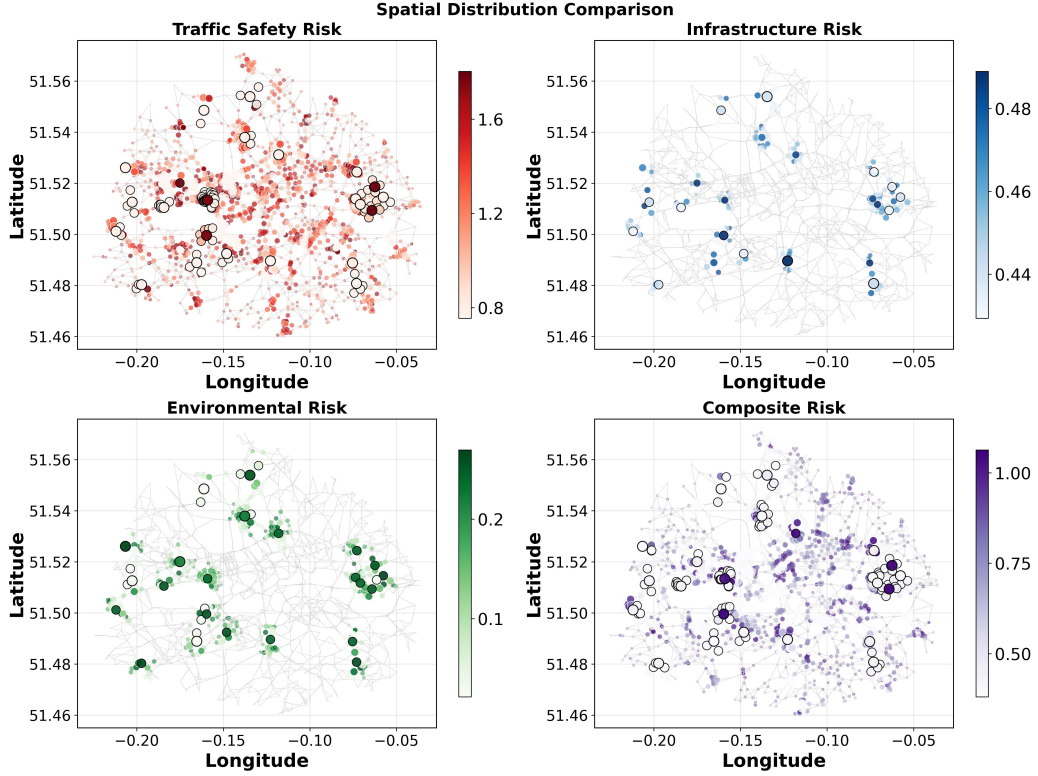 Spatial Distribution Comparison
Traffic Safety Risk
Latitude
51.56
51.54
51.52
51.50
51.48
51.46
−0.20 −0.15 −0.10 −0.05
Longitude
1.6
1.2
0.8
Infrastructure Risk
Latitude
51.56
51.54
51.52
51.50
51.48
51.46
−0.20 −0.15 −0.10 −0.05
Longitude
0.48
0.46
0.44
Environmental Risk
Latitude
51.56
51.54
51.52
51.50
51.48
51.46
−0.20 −0.15 −0.10 −0.05
Longitude
0.2
0.1
Composite Risk
Latitude
51.56
51.54
51.52
51.50
51.48
51.46
−0.20 −0.15 −0.10 −0.05
Longitude
1.00
0.75
0.50